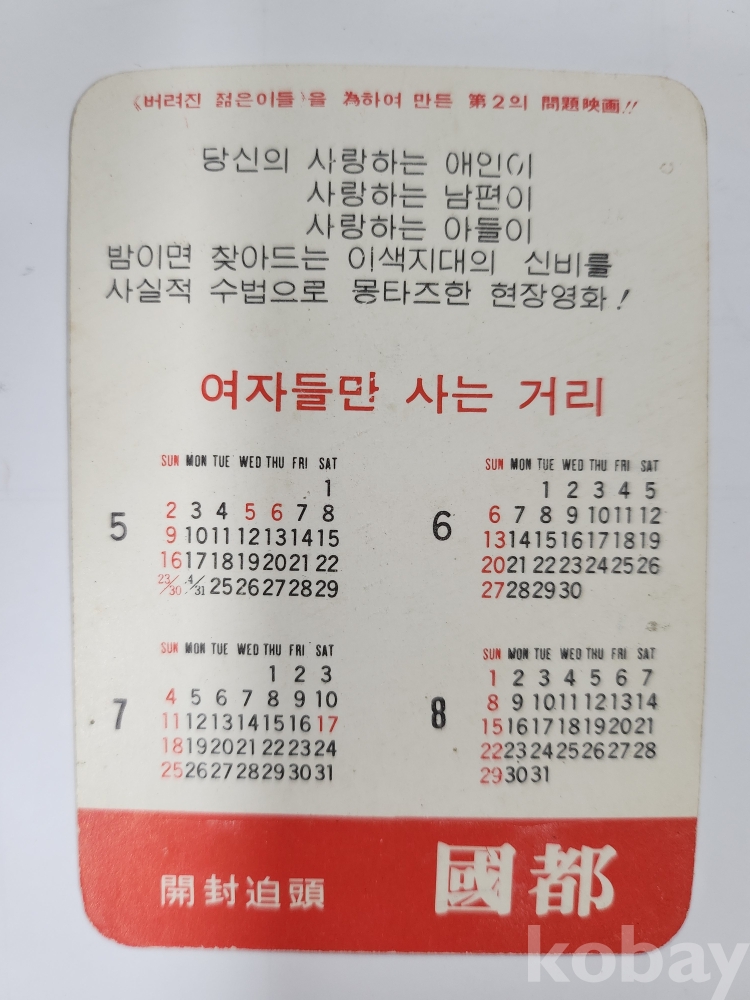 《버려진 젊은이들》을 為하여 만든 第2의 問題映画!!
당신의 사랑하는 애인이
사랑하는 남편이
사랑하는 아들이
밤이면 찾아드는 이색지대의 신비를
사실적 수법으로 몽타즈한 현장영화!
여자들만 사는 거리
5
SUN MON TUE WED THU FRI SAT
1
2 3 4 5 6 7 8
9 10 11 12 13 14 15
16 17 18 19 20 21 22
23/30 4/31 25 26 27 28 29
6
SUN MON TUE WED THU FRI SAT
1 2 3 4 5
6 7 8 9 10 11 12
13 14 15 16 17 18 19
20 21 22 23 24 25 26
27 28 29 30
7
SUN MON TUE WED THU FRI SAT
1 2 3
4 5 6 7 8 9 10
11 12 13 14 15 16 17
18 19 20 21 22 23 24
25 26 27 28 29 30 31
8
SUN MON TUE WED THU FRI SAT
1 2 3 4 5 6 7
8 9 10 11 12 13 14
15 16 17 18 19 20 21
22 23 24 25 26 27 28
29 30 31
開封迫頭 國都
kobay